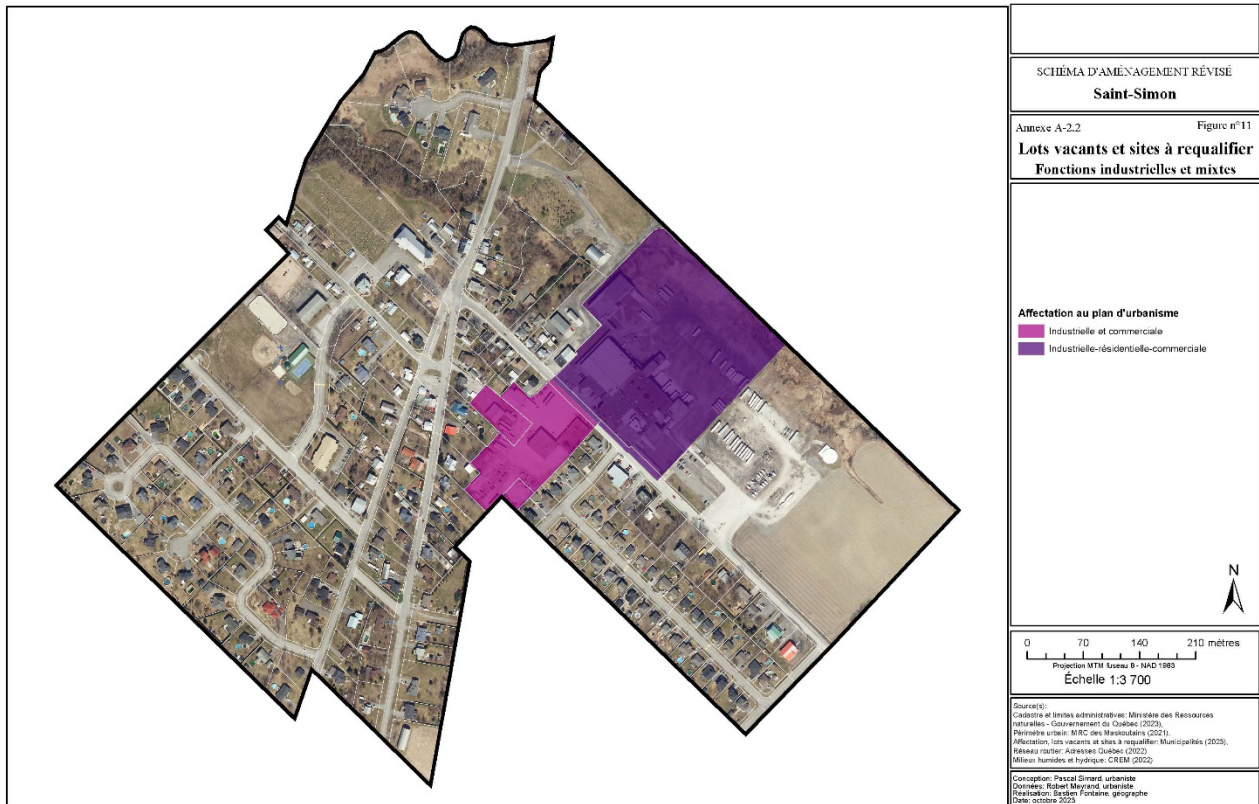 SCHÉMA D'AMÉNAGEMENT RÉVISÉ
Saint-Simon
Annexe A-2.2 Figure n°11
Lots vacants et sites à requalifier
Fonctions industrielles et mixtes
Affectation au plan d'urbanisme
Industrielle et commerciale
Industrielle-résidentielle-commerciale
N
0 70 140 210 mètres
Projection MTM fuseau 8 - NAD 1983
Échelle 1:3 700
Source(s):
Cadastre et limites administratives: Ministère des Ressources
naturelles - Gouvernement du Québec (2023),
Périmètre urbain: MRC des Maskoutains (2021),
Affectation, lots vacants et sites à requalifier: Municipalités (2023),
Réseau routier: Adresses Québec (2022)
Milieux humides et hydrique: CREM (2022)
Conception: Pascal Simard, urbaniste
Données: Robert Mayrand, urbaniste
Réalisation: Bastien Fontaine, géographe
Date: octobre 2023